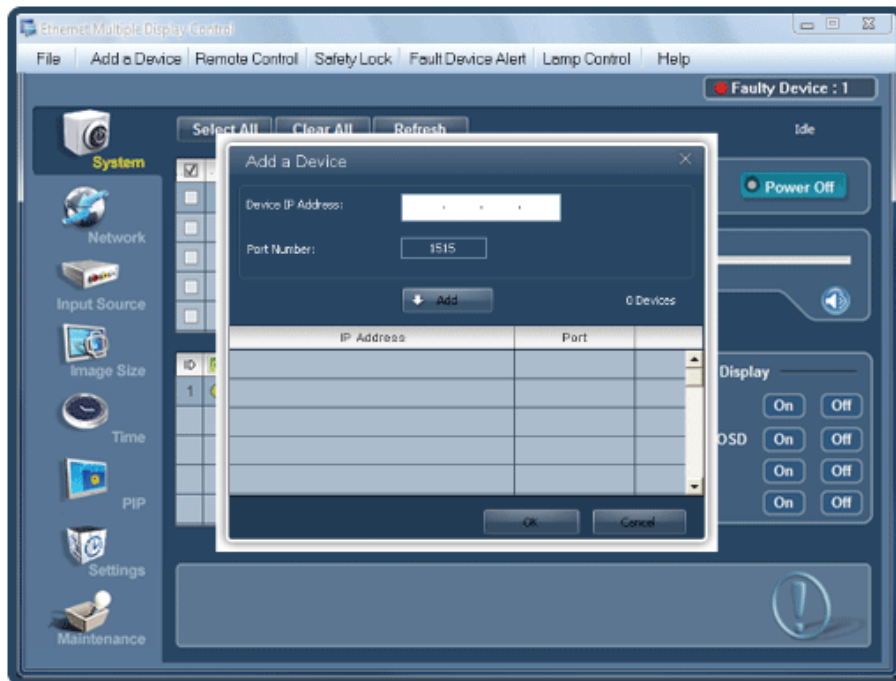 Ethernet Multiple Display Control
File Add a Device Remote Control Safety Lock Fault Device Alert Lamp Control Help
Faulty Device : 1
Select All Clear All Refresh
Idle
System
Add a Device
Device IP Address:
. . .
Power Off
Network
Port Number:
1515
Input Source
Add
0 Devices
IP Address Port
Image Size
ID
Display
1
On Off
Time
OSD On Off
On Off
PIP
On Off
OK Cancel
Settings
Maintenance